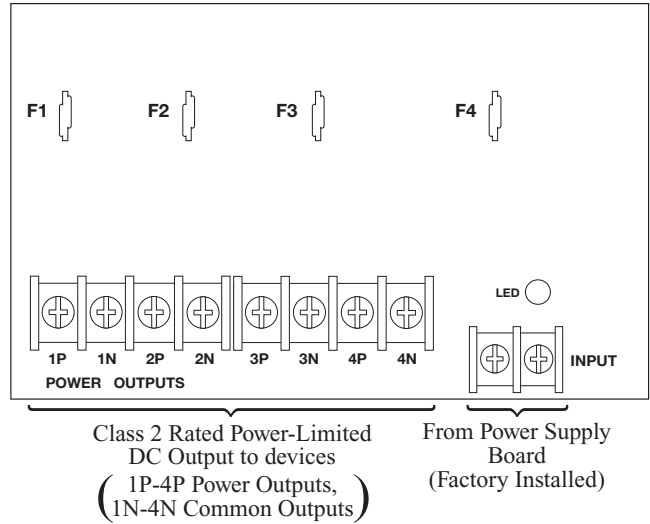 F1 F2 F3 F4
LED
1P 1N 2P 2N 3P 3N 4P 4N
INPUT
POWER OUTPUTS
Class 2 Rated Power-Limited
DC Output to devices
(1P-4P Power Outputs,
1N-4N Common Outputs)
From Power Supply
Board
(Factory Installed)